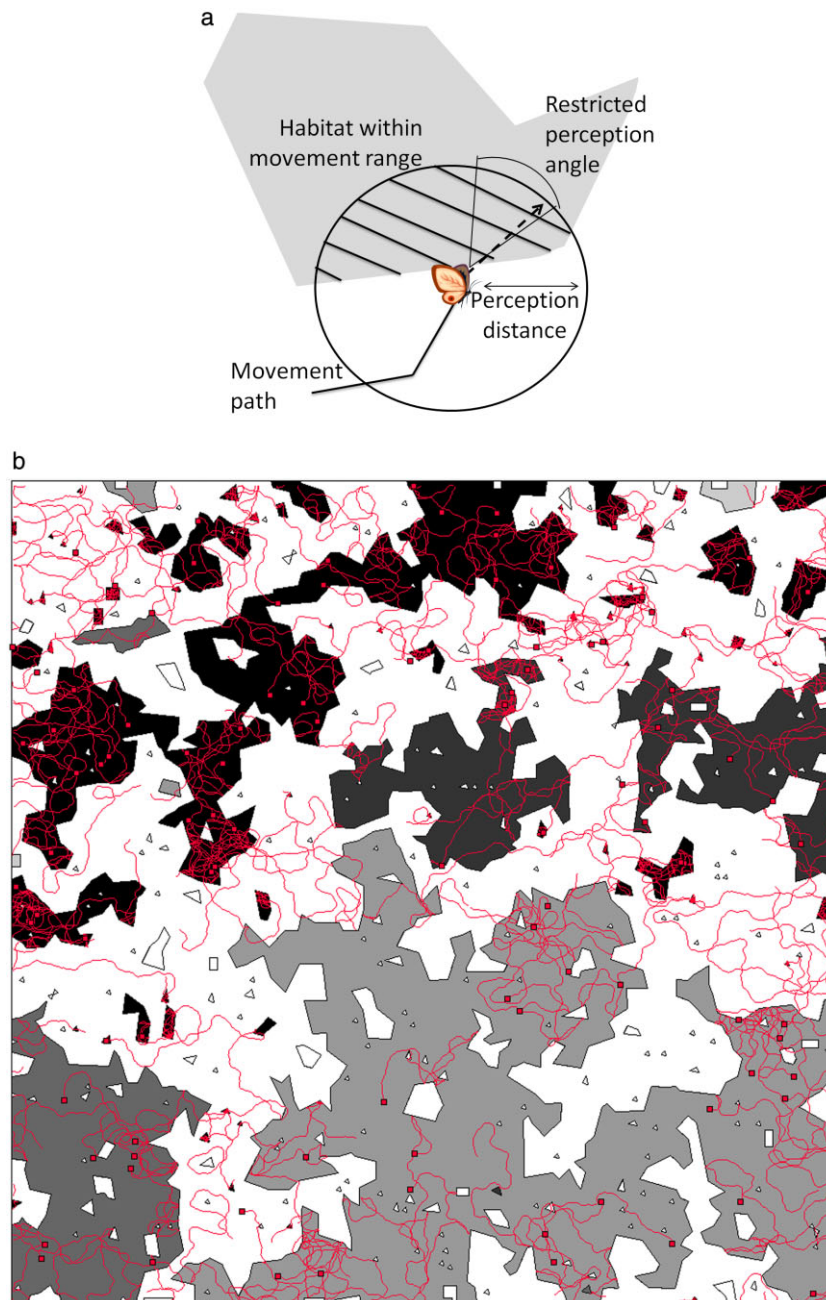 a
Habitat within
movement range
Restricted
perception
angle
Perception
distance
Movement
path
b